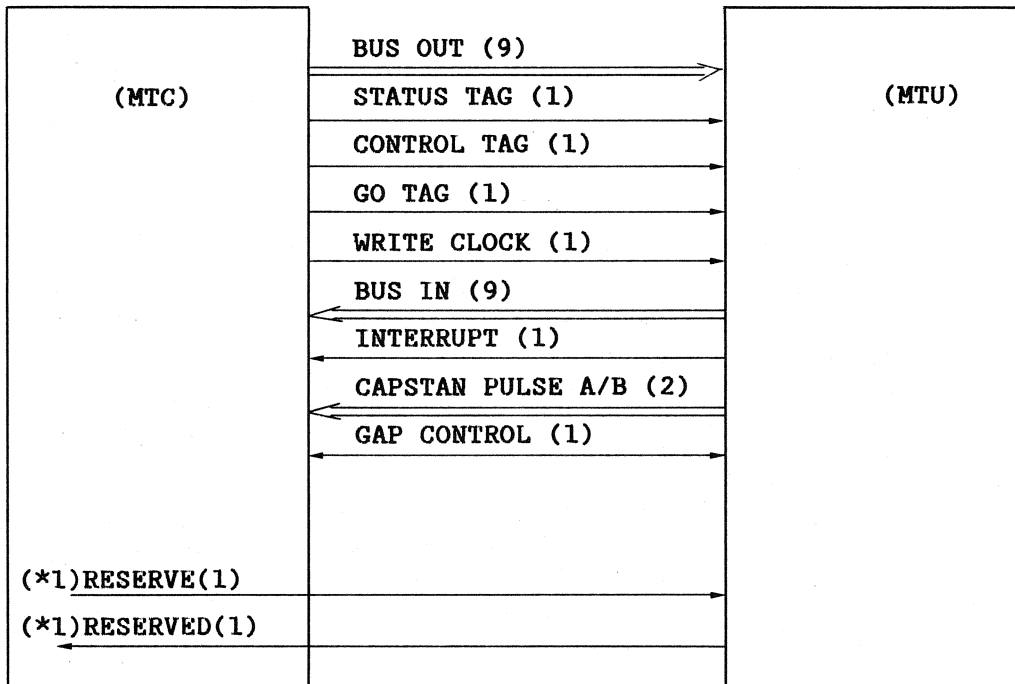 BUS OUT (9)
(MTC)
(MTU)
STATUS TAG (1)
CONTROL TAG (1)
GO TAG (1)
WRITE CLOCK (1)
BUS IN (9)
INTERRUPT (1)
CAPSTAN PULSE A/B (2)
GAP CONTROL (1)
(*1)RESERVE(1)
(*1)RESERVED(1)